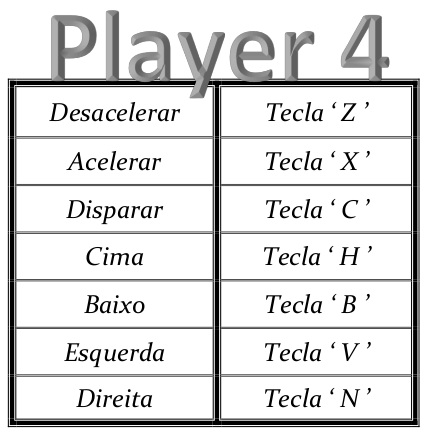 Player 4
Desacelerar Tecla ‘ Z ’
Acelerar Tecla ‘ X ’
Disparar Tecla ‘ C ’
Cima Tecla ‘ H ’
Baixo Tecla ‘ B ’
Esquerda Tecla ‘ V ’
Direita Tecla ‘ N ’